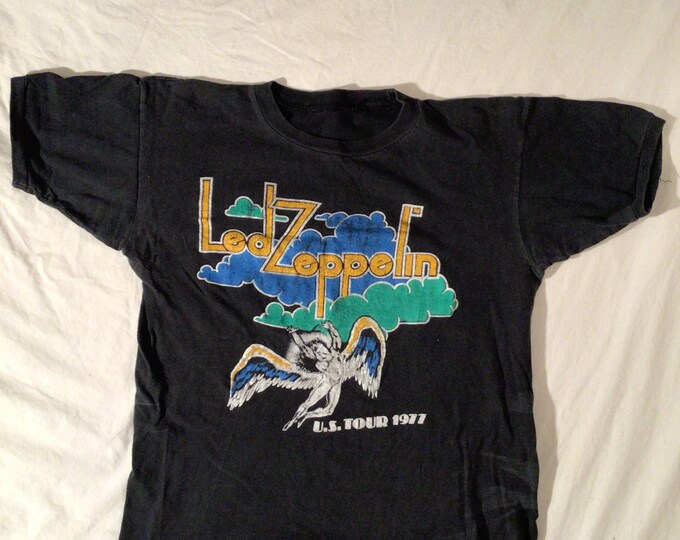 Led Zeppelin
U.S. TOUR 1977